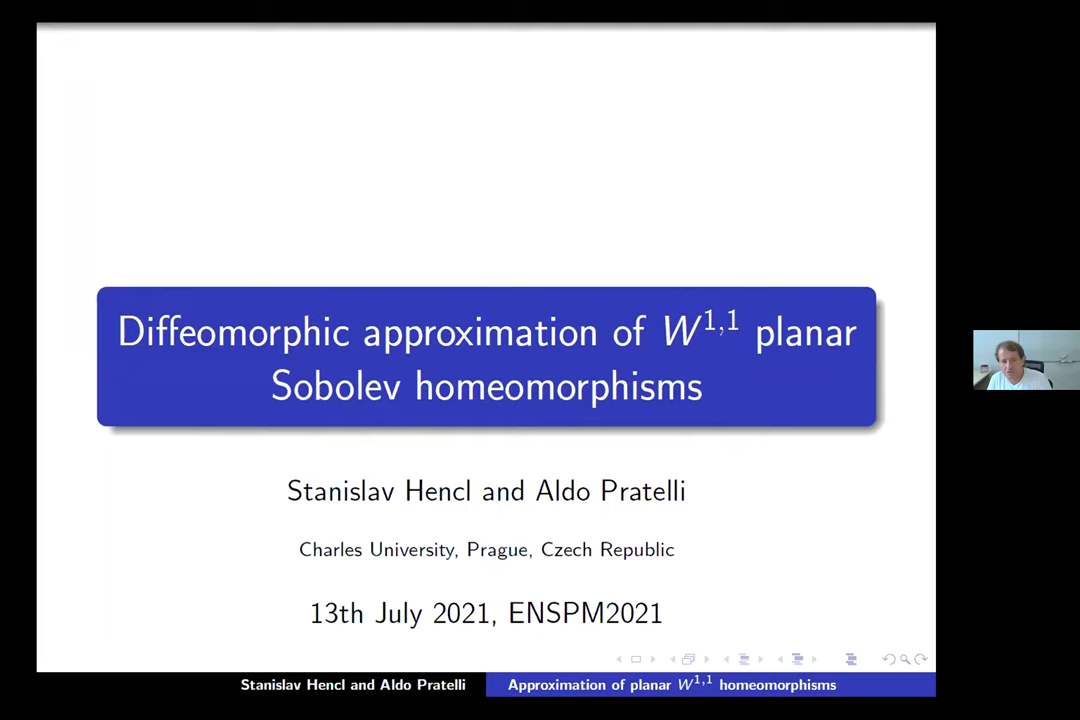 Diffeomorphic approximation of W^{1,1} planar
Sobolev homeomorphisms
Stanislav Hencl and Aldo Pratelli
Charles University, Prague, Czech Republic
13th July 2021, ENSPM2021
Stanislav Hencl and Aldo Pratelli
Approximation of planar W^{1,1} homeomorphisms